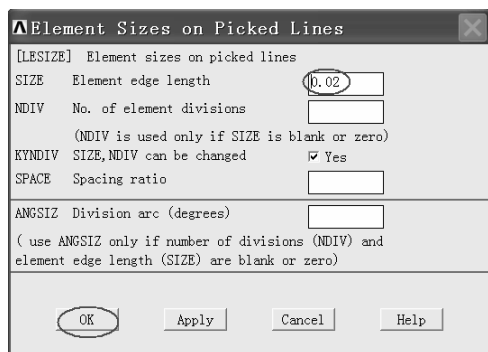 Element Sizes on Picked Lines
[LESIZE] Element sizes on picked lines
SIZE Element edge length 0.02
NDIV No. of element divisions
(NDIV is used only if SIZE is blank or zero)
KYNDIV SIZE,NDIV can be changed Yes
SPACE Spacing ratio
ANGSIZ Division arc (degrees)
( use ANGSIZ only if number of divisions (NDIV) and
element edge length (SIZE) are blank or zero)
OK Apply Cancel Help